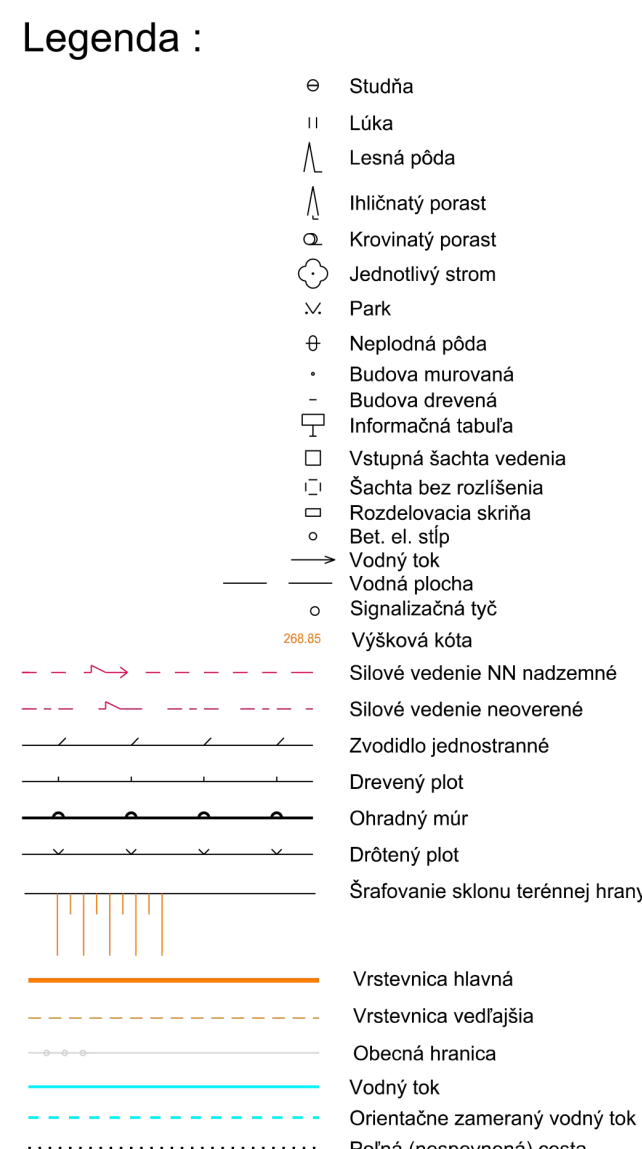 Legenda :
Studňa
Lúka
Lesná pôda
Ihličnatý porast
Krovinatý porast
Jednotlivý strom
Park
Neplodná pôda
Budova murovaná
Budova drevená
Informačná tabuľa
Vstupná šachta vedenia
Šachta bez rozlíšenia
Rozdelovacia skriňa
Bet. el. stĺp
Vodný tok
Vodná plocha
Signalizačná tyč
268.85 Výšková kóta
Silové vedenie NN nadzemné
Silové vedenie neoverené
Zvodidlo jednostranné
Drevený plot
Ohradný múr
Drôtený plot
Šrafovanie sklonu terénnej hrany
Vrstevnica hlavná
Vrstevnica vedľajšia
Obecná hranica
Vodný tok
Orientačne zameraný vodný tok
Poľná (nespevnená) cesta